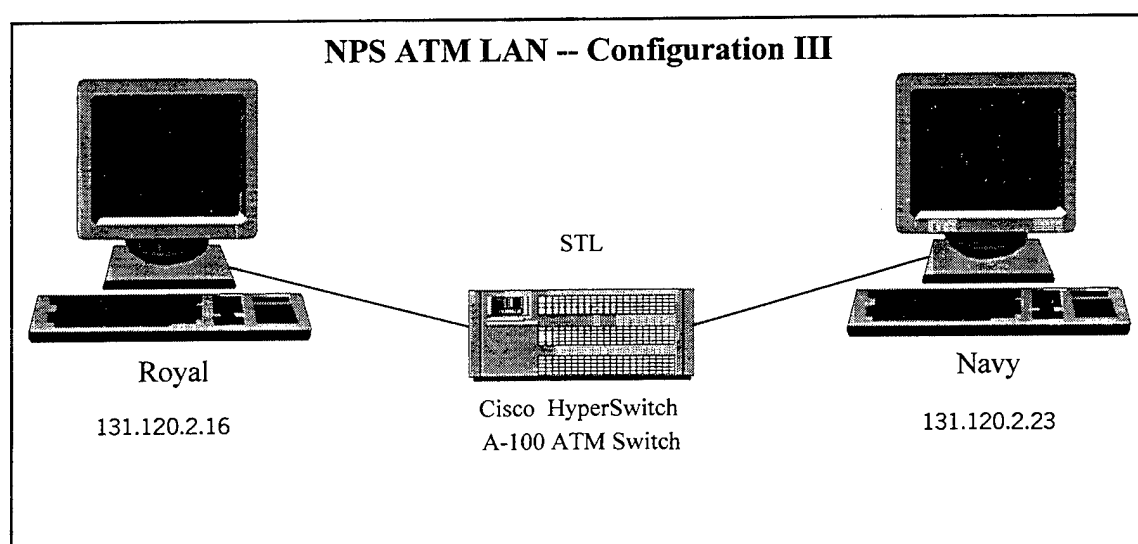 NPS ATM LAN -- Configuration III
STL
Royal
131.120.2.16
Cisco HyperSwitch
A-100 ATM Switch
Navy
131.120.2.23